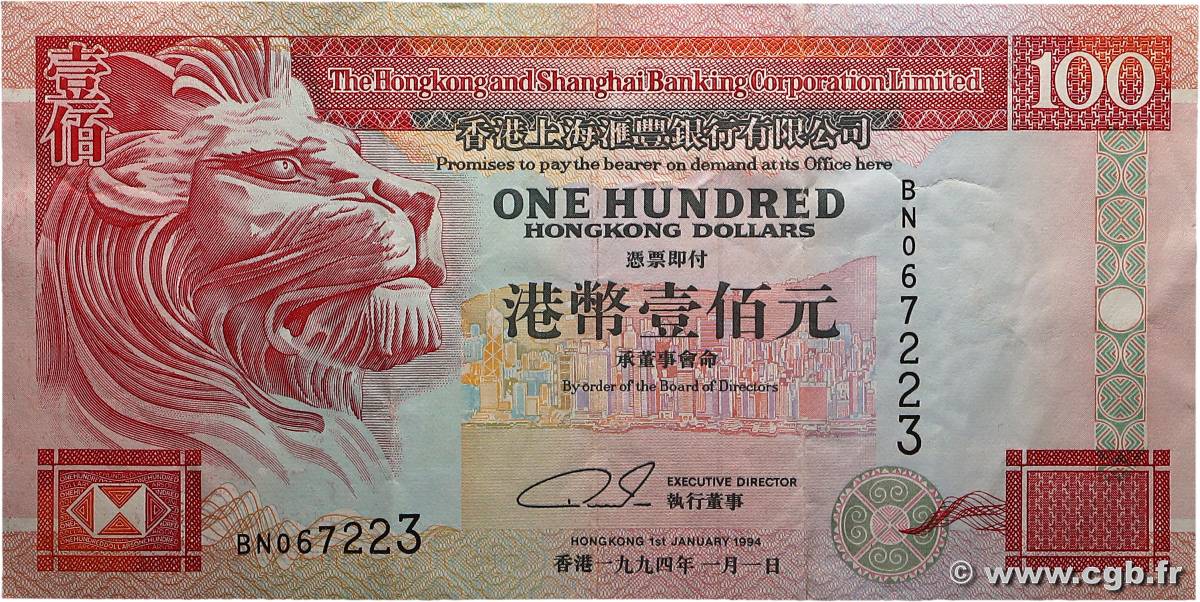 壹佰
The Hongkong and Shanghai Banking Corporation Limited
100
香港上海滙豐銀行有限公司
Promises to pay the bearer on demand at its Office here
ONE HUNDRED
HONGKONG DOLLARS
憑票即付
港幣壹佰元
承董事會命
By order of the Board of Directors
BN067223
EXECUTIVE DIRECTOR
執行董事
BN067223
HONGKONG 1ST JANUARY 1994
香港一九九四年一月一日
© www.cgb.fr